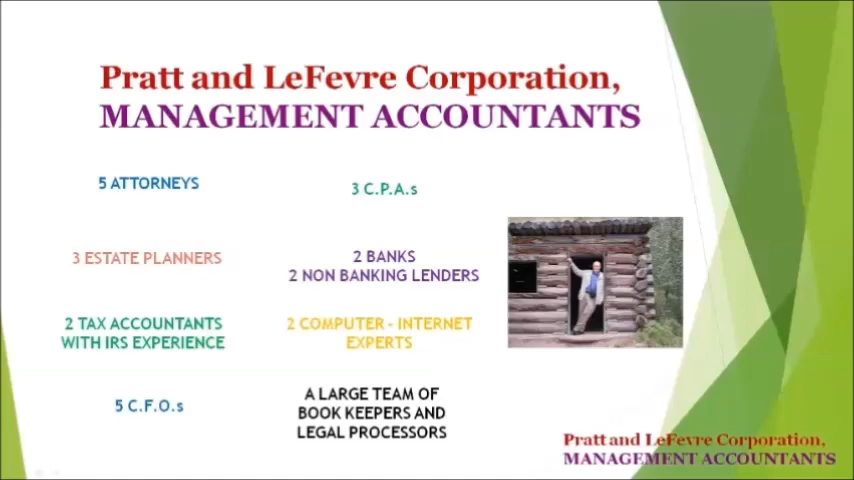 Pratt and LeFevre Corporation,
MANAGEMENT ACCOUNTANTS
5 ATTORNEYS
3 C.P.A.s
3 ESTATE PLANNERS
2 BANKS
2 NON BANKING LENDERS
2 TAX ACCOUNTANTS
WITH IRS EXPERIENCE
2 COMPUTER - INTERNET
EXPERTS
5 C.F.O.s
A LARGE TEAM OF
BOOK KEEPERS AND
LEGAL PROCESSORS
Pratt and LeFevre Corporation,
MANAGEMENT ACCOUNTANTS